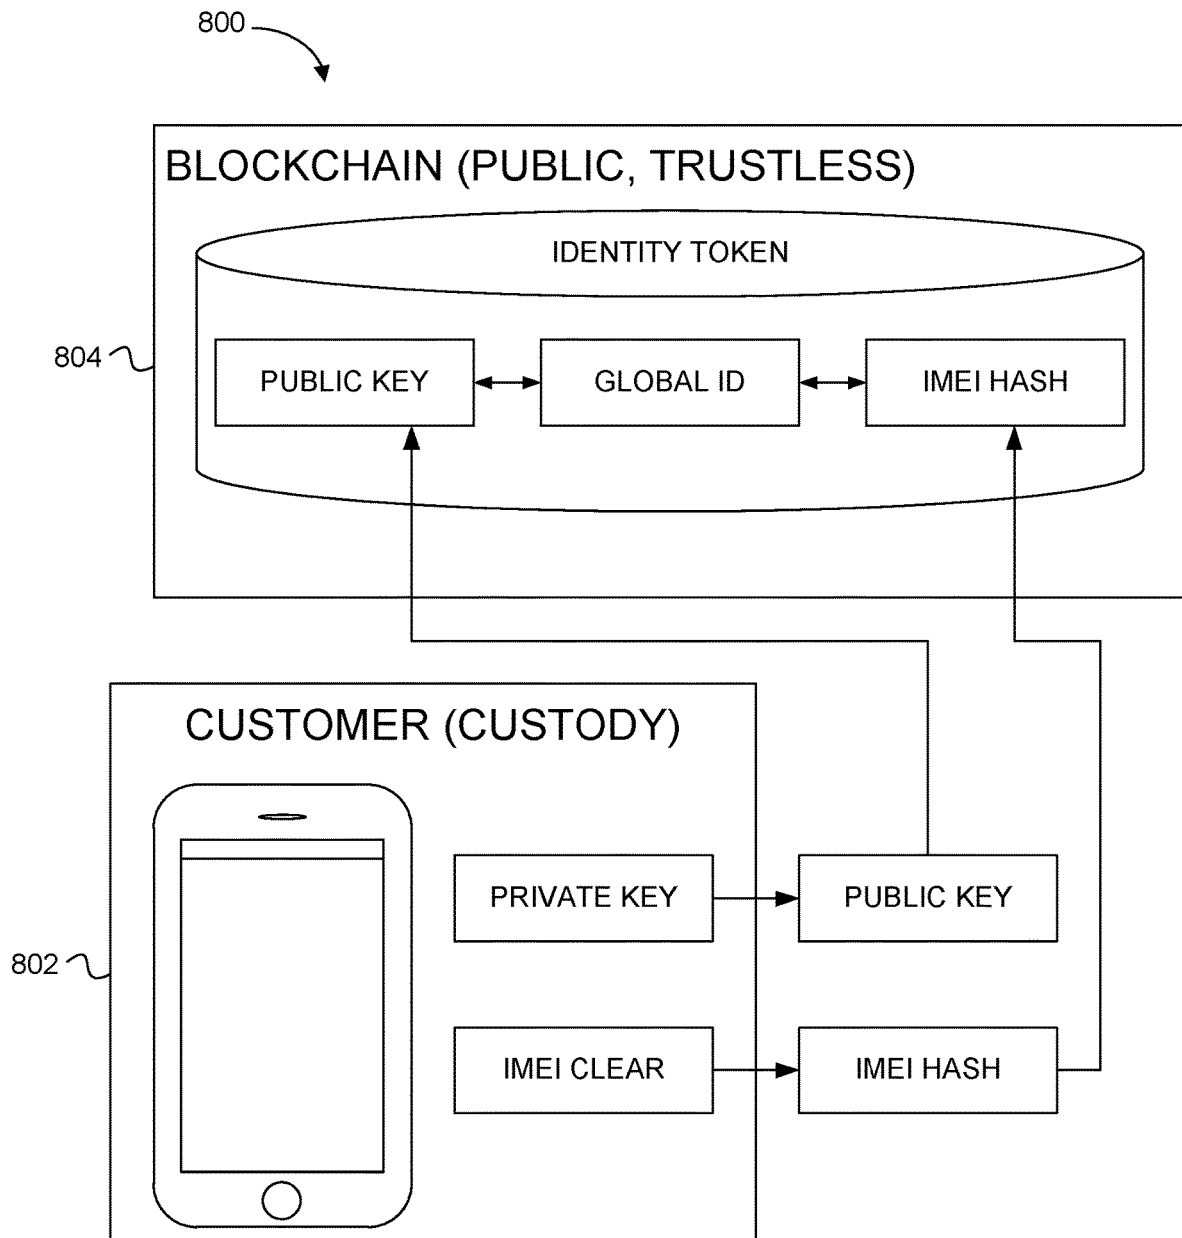 800
BLOCKCHAIN (PUBLIC, TRUSTLESS)
IDENTITY TOKEN
804
PUBLIC KEY
GLOBAL ID
IMEI HASH
CUSTOMER (CUSTODY)
PRIVATE KEY
PUBLIC KEY
802
IMEI CLEAR
IMEI HASH